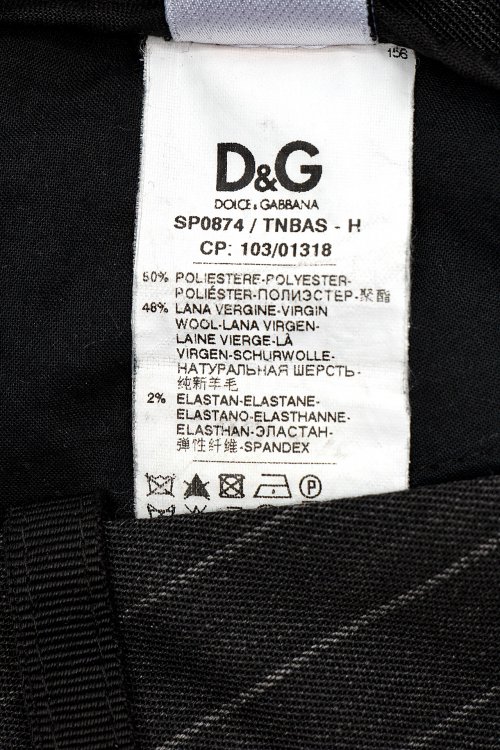 156
D&G
DOLCE & GABBANA
SP0874 / TNBAS - H
CP: 103/01318
50% POLIESTERE-POLYESTER-
POLIÉSTER-ПОЛИЭСТЕР-聚酯
48% LANA VERGINE-VIRGIN
WOOL-LANA VIRGEN-
LAINE VIERGE-LÀ
VIRGEN-SCHURWOLLE-
НАТУРАЛЬНАЯ ШЕРСТЬ-
纯新羊毛
2% ELASTAN-ELASTANE-
ELASTANO-ELASTHANNE-
ELASTHAN-ЭЛАСТАН-
弹性纤维-SPANDEX
P